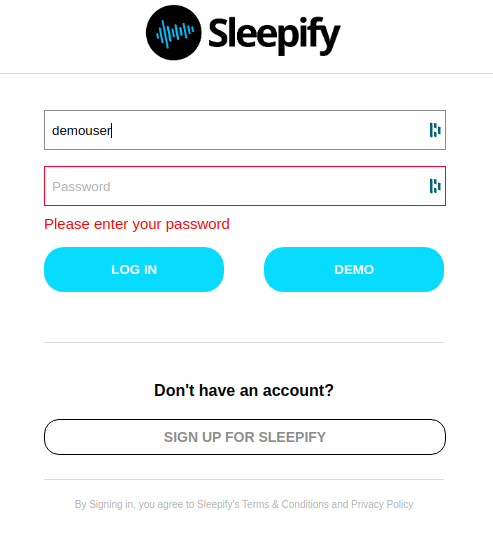 Sleepify
demouser
Password
Please enter your password
LOG IN
DEMO
Don't have an account?
SIGN UP FOR SLEEPIFY
By Signing in, you agree to Sleepify's Terms & Conditions and Privacy Policy